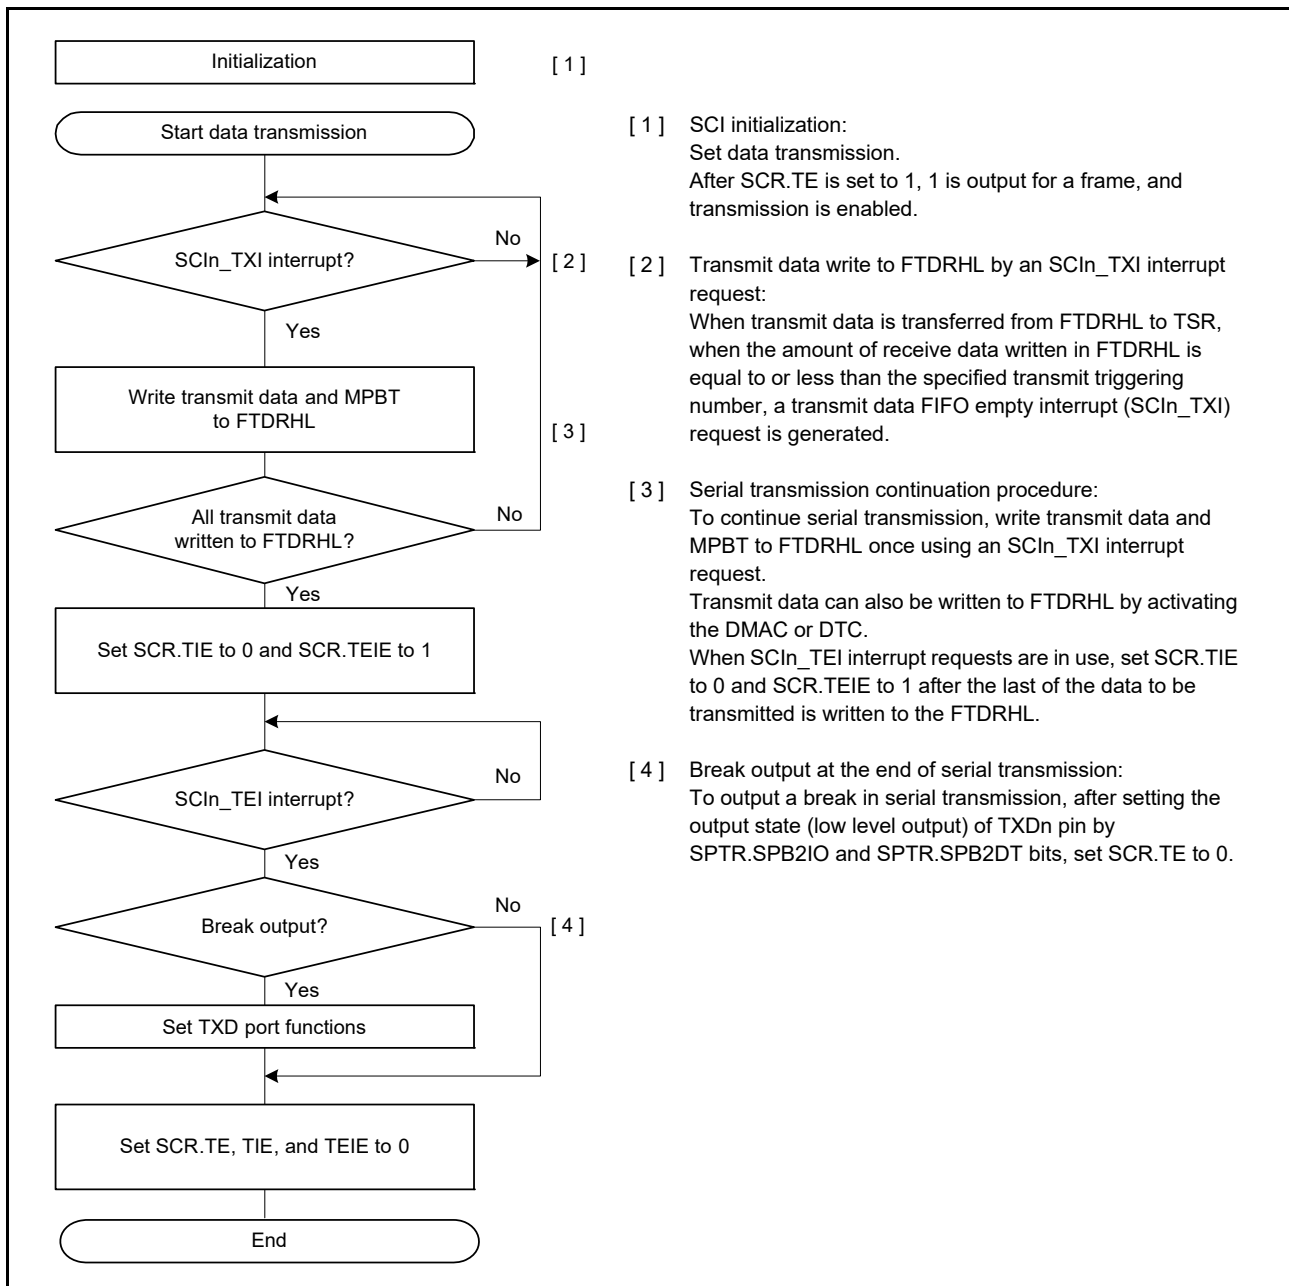 Initialization
[ 1 ]
Start data transmission
SCIn_TXI interrupt?
No
[ 2 ]
Yes
Write transmit data and MPBT
to FTDRHL
[ 3 ]
All transmit data
written to FTDRHL?
No
Yes
Set SCR.TIE to 0 and SCR.TEIE to 1
SCIn_TEI interrupt?
No
Yes
Break output?
No
[ 4 ]
Yes
Set TXD port functions
Set SCR.TE, TIE, and TEIE to 0
End
[ 1 ] SCI initialization:
Set data transmission.
After SCR.TE is set to 1, 1 is output for a frame, and
transmission is enabled.
[ 2 ] Transmit data write to FTDRHL by an SCIn_TXI interrupt
request:
When transmit data is transferred from FTDRHL to TSR,
when the amount of receive data written in FTDRHL is
equal to or less than the specified transmit triggering
number, a transmit data FIFO empty interrupt (SCIn_TXI)
request is generated.
[ 3 ] Serial transmission continuation procedure:
To continue serial transmission, write transmit data and
MPBT to FTDRHL once using an SCIn_TXI interrupt
request.
Transmit data can also be written to FTDRHL by activating
the DMAC or DTC.
When SCIn_TEI interrupt requests are in use, set SCR.TIE
to 0 and SCR.TEIE to 1 after the last of the data to be
transmitted is written to the FTDRHL.
[ 4 ] Break output at the end of serial transmission:
To output a break in serial transmission, after setting the
output state (low level output) of TXDn pin by
SPTR.SPB2IO and SPTR.SPB2DT bits, set SCR.TE to 0.